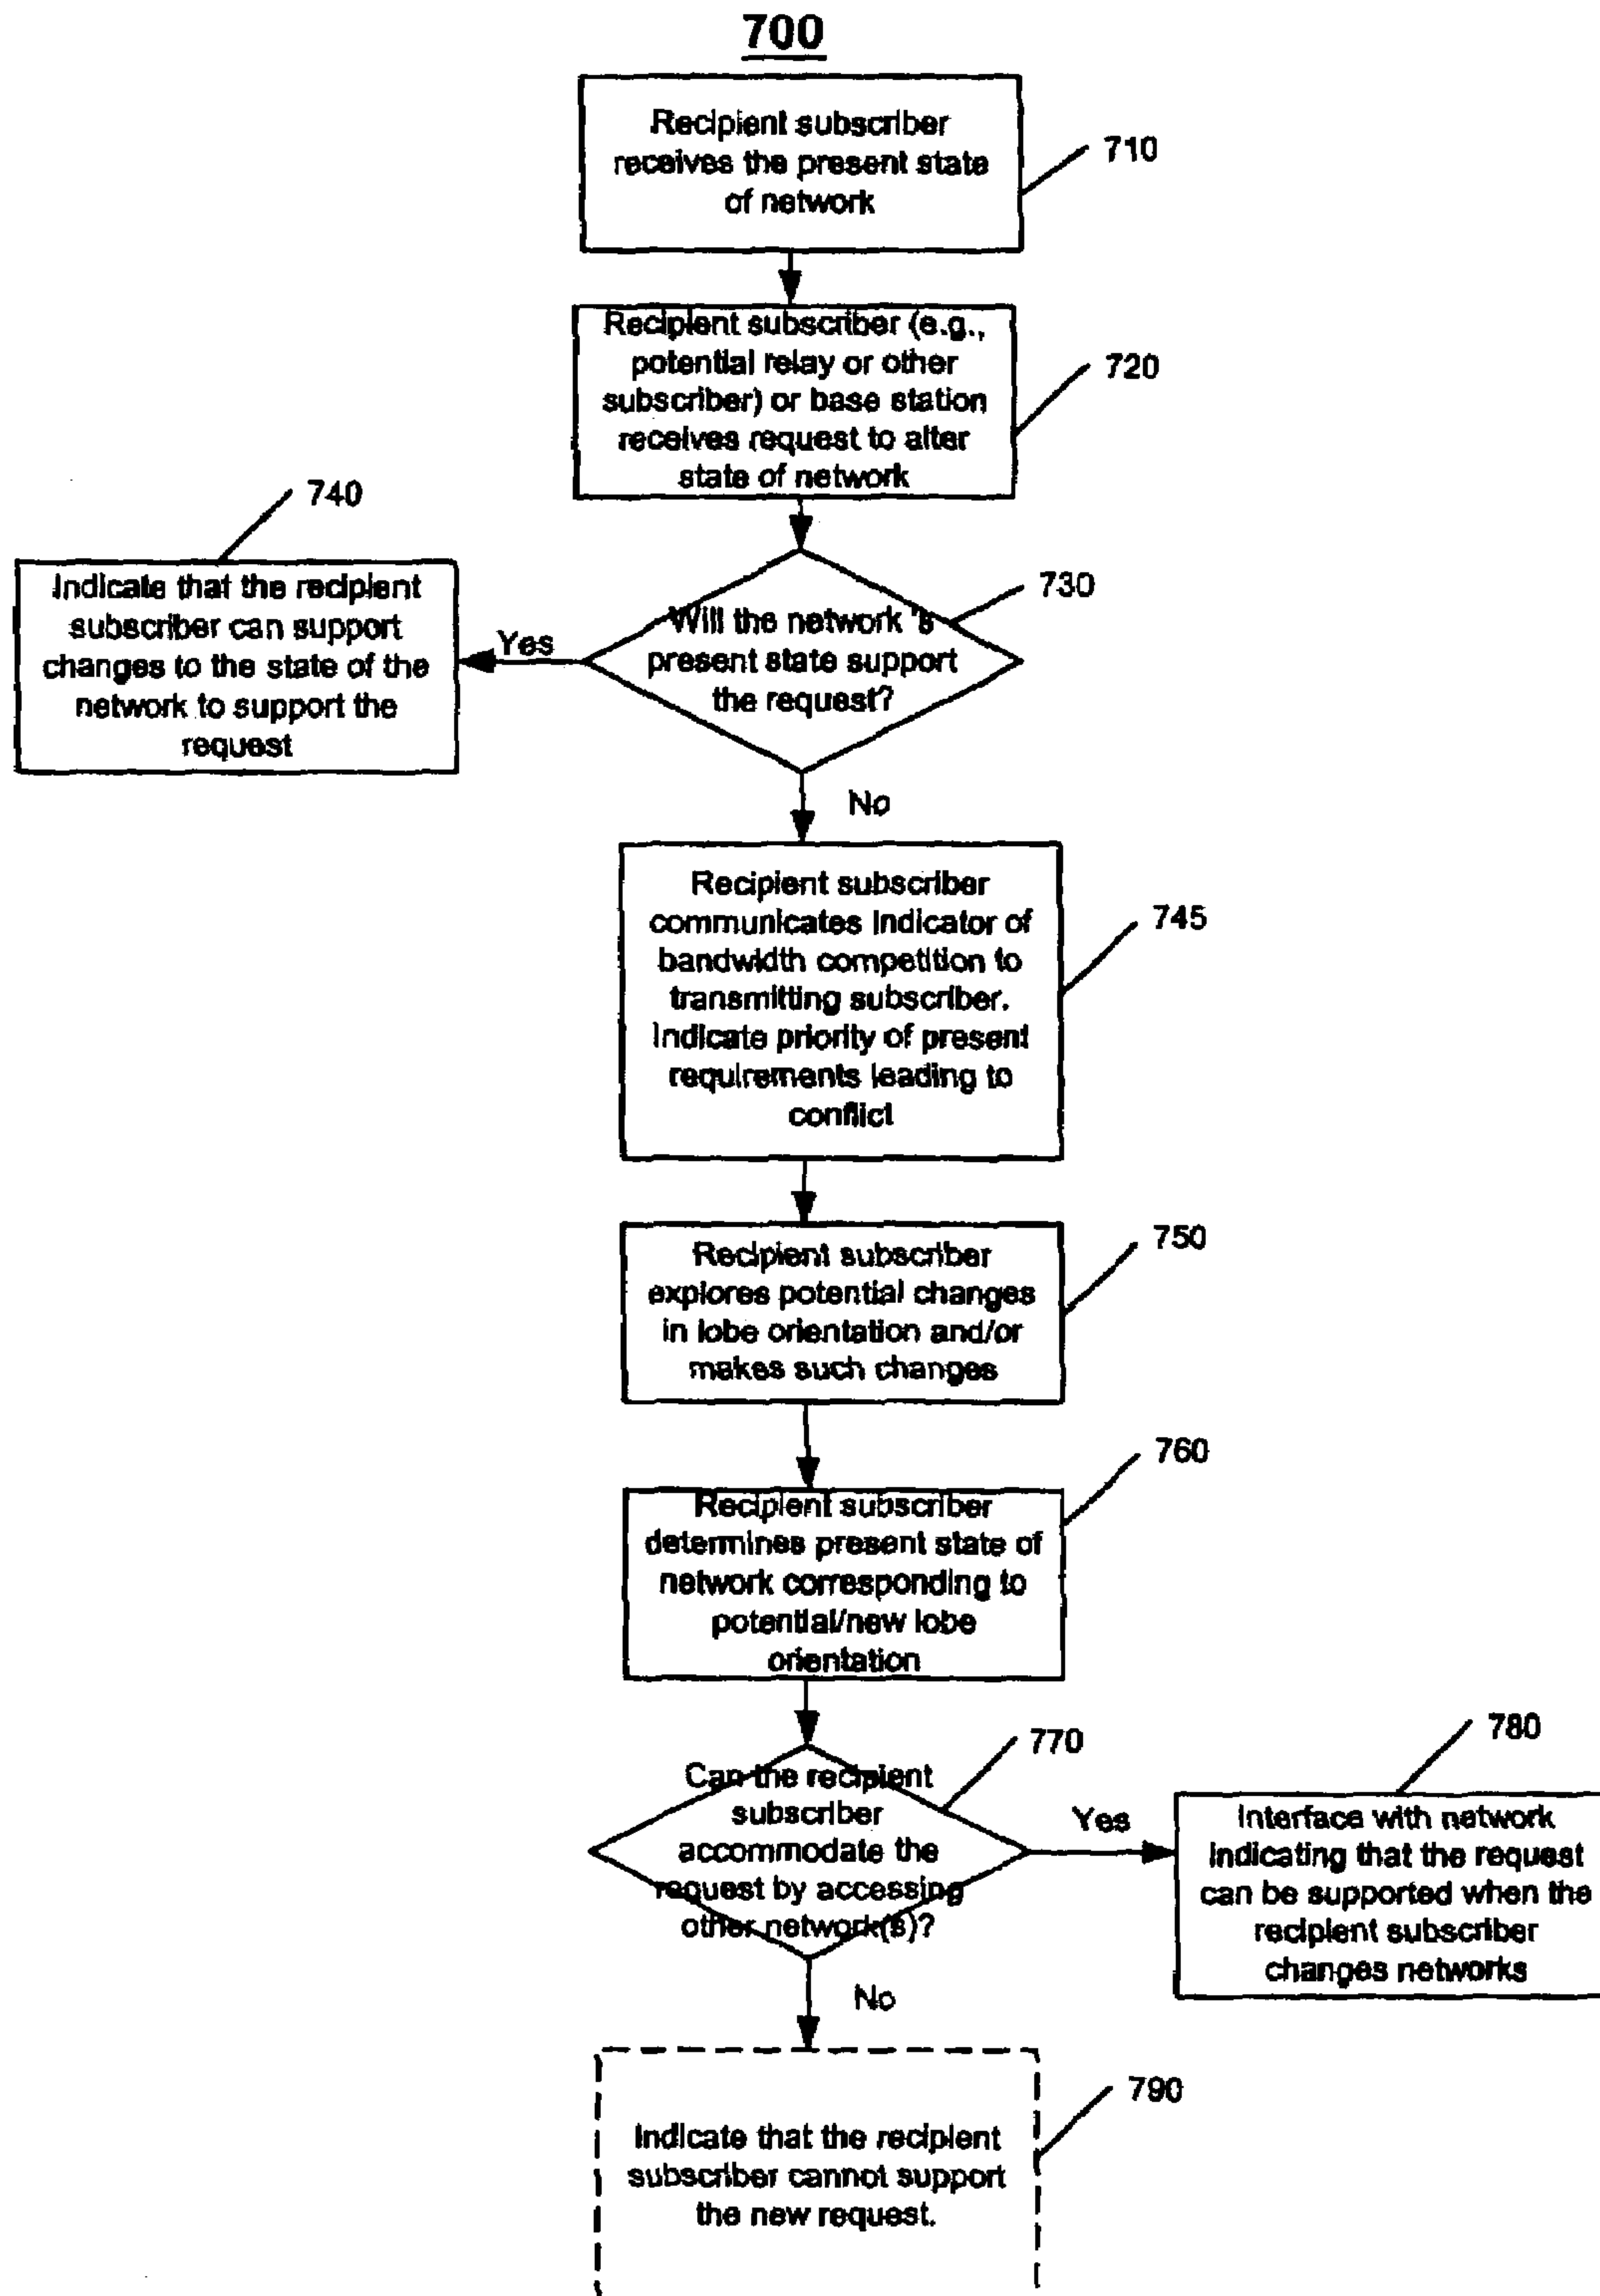 700
Recipient subscriber
receives the present state
of network
710
Recipient subscriber (e.g.,
potential relay or other
subscriber) or base station
receives request to alter
state of network
720
740
Indicate that the recipient
subscriber can support
changes to the state of the
network to support the
request
Yes
730
Will the network 's
present state support
the request?
No
Recipient subscriber
communicates Indicator of
bandwidth competition to
transmitting subscriber.
Indicate priority of present
requirements leading to
conflict
745
Recipient subscriber
explores potential changes
in lobe orientation and/or
makes such changes
750
Recipient subscriber
determines present state of
network corresponding to
potential/new lobe
orientation
760
770
Can the recipient
subscriber
accommodate the
request by accessing
other network(s)?
Yes
780
Interface with network
indicating that the request
can be supported when the
recipient subscriber
changes networks
No
790
Indicate that the recipient
subscriber cannot support
the new request.